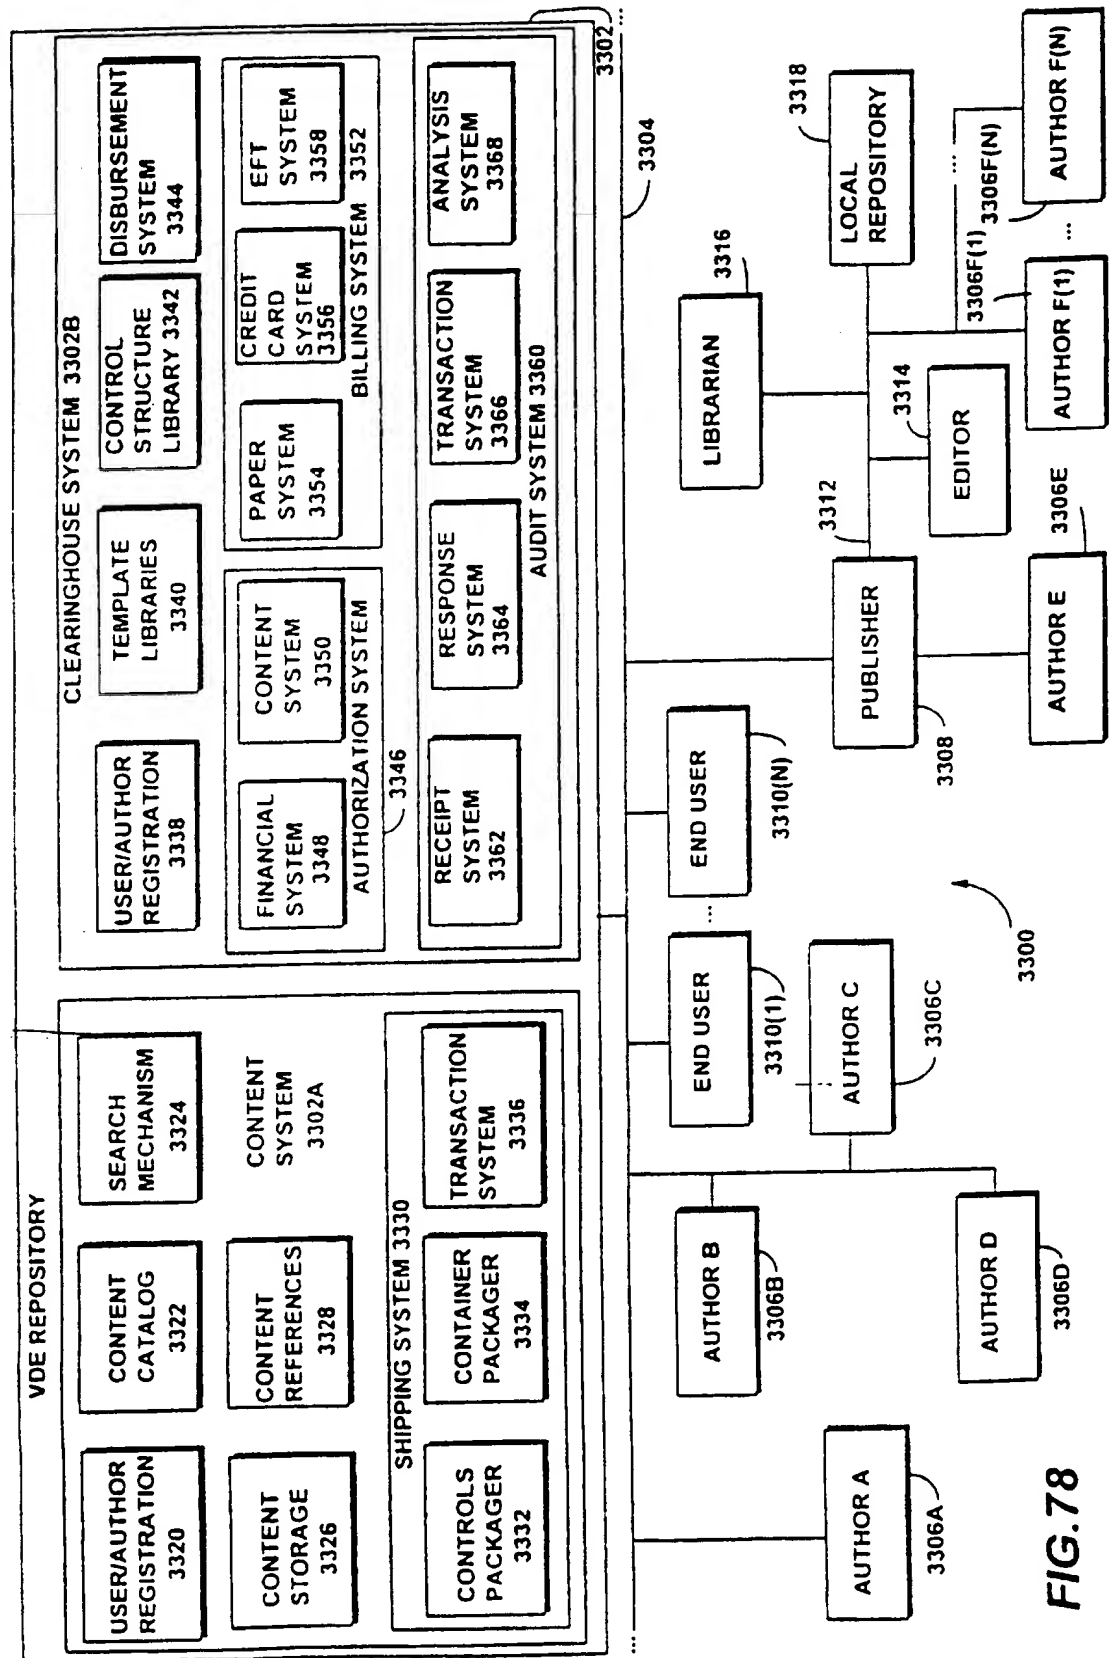 VDE REPOSITORY
USER/AUTHOR
REGISTRATION
3320
CONTENT
CATALOG
3322
SEARCH
MECHANISM
3324
CONTENT
STORAGE
3326
CONTENT
REFERENCES
3328
CONTENT
SYSTEM
3302A
SHIPPING SYSTEM 3330
CONTROLS
PACKAGER
3332
CONTAINER
PACKAGER
3334
TRANSACTION
SYSTEM
3336
CLEARINGHOUSE SYSTEM 3302B
USER/AUTHOR
REGISTRATION
3338
TEMPLATE
LIBRARIES
3340
CONTROL
STRUCTURE
LIBRARY 3342
DISBURSEMENT
SYSTEM
3344
FINANCIAL
SYSTEM
3348
CONTENT
SYSTEM
3350
AUTHORIZATION SYSTEM
3346
PAPER
SYSTEM
3354
CREDIT
CARD
SYSTEM
3356
EFT
SYSTEM
3358
BILLING SYSTEM 3352
RECEIPT
SYSTEM
3362
RESPONSE
SYSTEM
3364
TRANSACTION
SYSTEM
3366
ANALYSIS
SYSTEM
3368
AUDIT SYSTEM 3360
3302
...
...
3304
AUTHOR A
3306A
AUTHOR B
3306B
AUTHOR C
3306C
AUTHOR D
3306D
END USER
3310(1)
...
END USER
3310(N)
3300
PUBLISHER
3308
3312
AUTHOR E
3306E
EDITOR
3314
LIBRARIAN
3316
LOCAL
REPOSITORY
3318
AUTHOR F(1)
3306F(1)
...
...
AUTHOR F(N)
3306F(N)
FIG.78